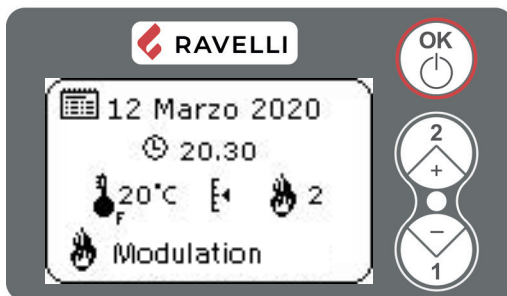 RAVELLI
OK
12 Marzo 2020
20.30
20°C
F
2
Modulation
2
+
−
1